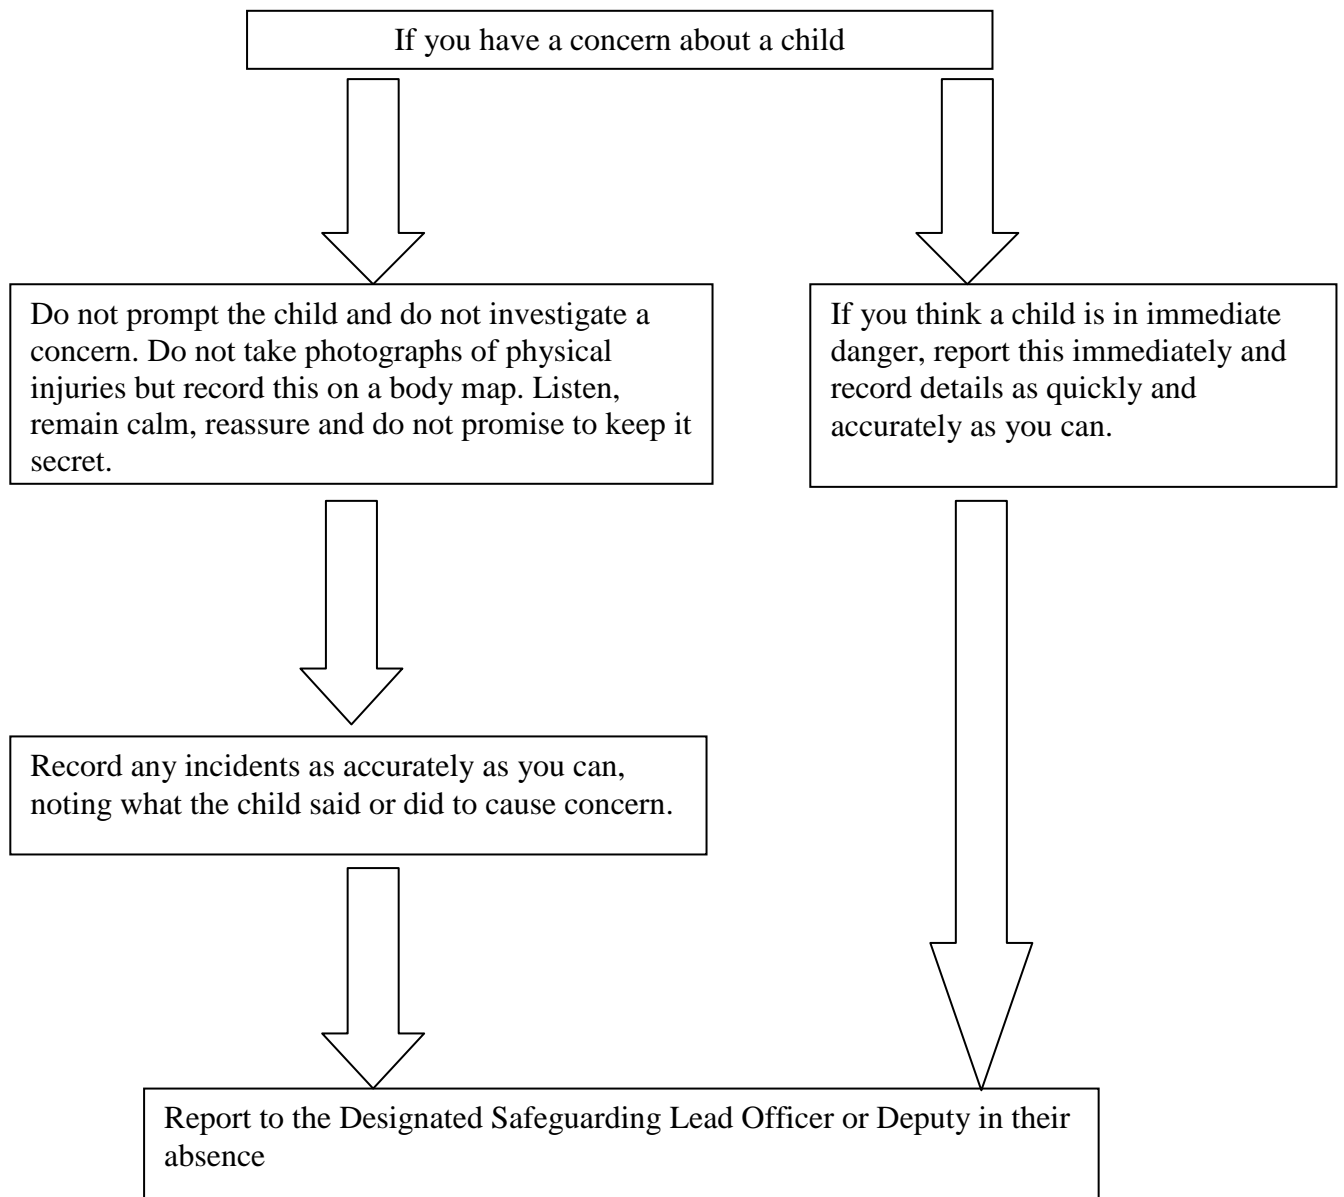 If you have a concern about a child
Do not prompt the child and do not investigate a
concern. Do not take photographs of physical
injuries but record this on a body map. Listen,
remain calm, reassure and do not promise to keep it
secret.
If you think a child is in immediate
danger, report this immediately and
record details as quickly and
accurately as you can.
Record any incidents as accurately as you can,
noting what the child said or did to cause concern.
Report to the Designated Safeguarding Lead Officer or Deputy in their
absence